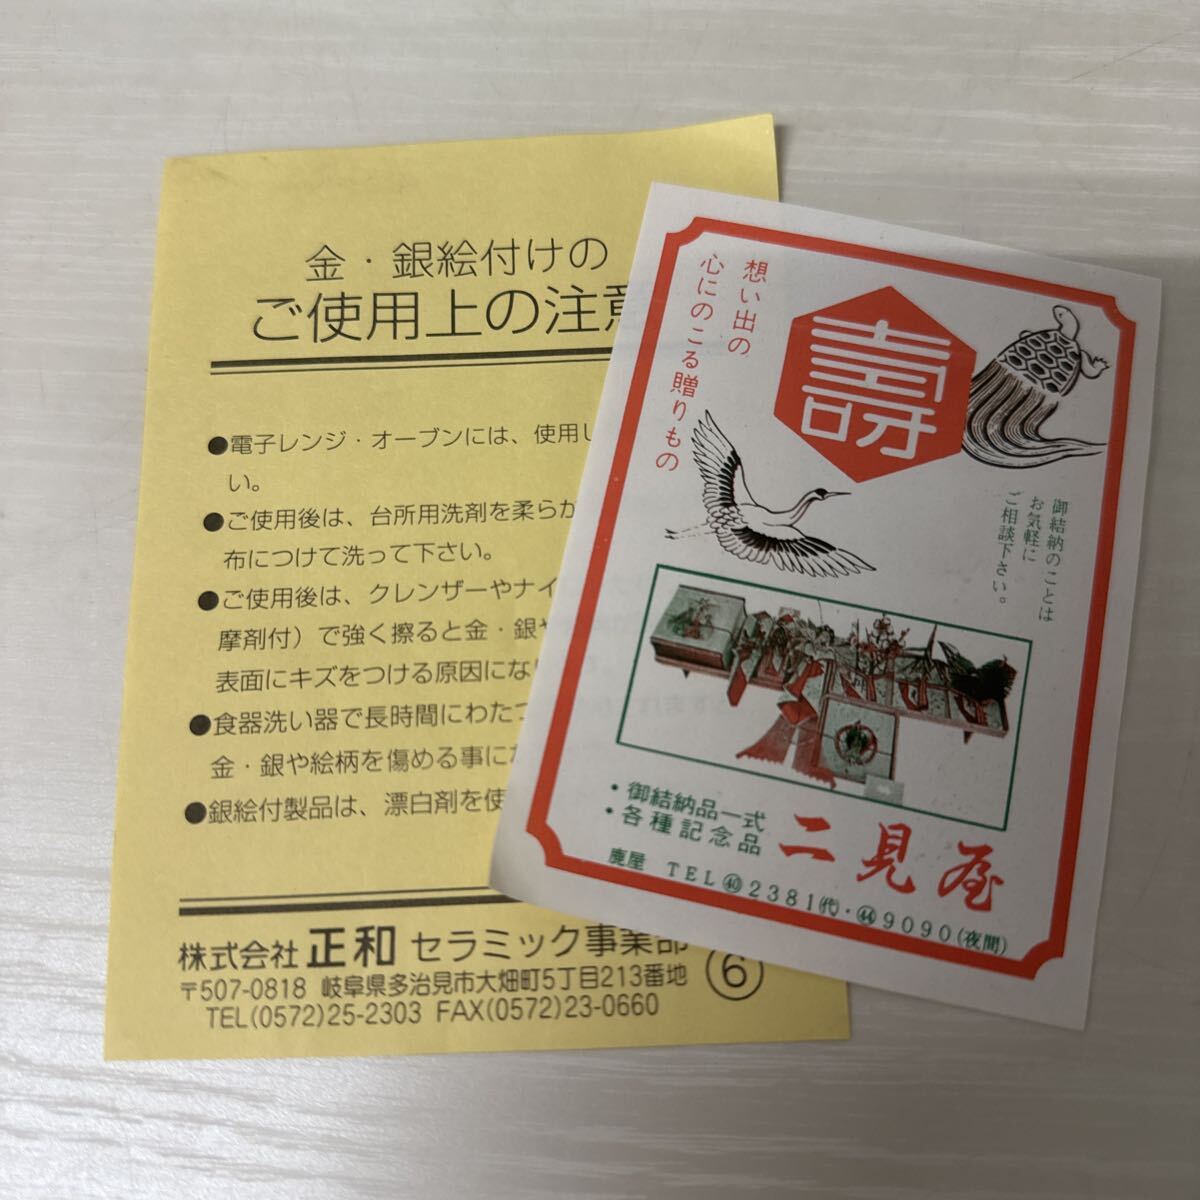 金・銀絵付けの
ご使用上の注意
●電子レンジ・オーブンには、使用し
い。
●ご使用後は、台所用洗剤を柔らか
布につけて洗って下さい。
●ご使用後は、クレンザーやナイ
摩剤付）で強く擦ると金・銀や
表面にキズをつける原因にな
●食器洗い器で長時間にわたっ
金・銀や絵柄を傷める事に
●銀絵付製品は、漂白剤を使
株式会社 正和 セラミック事業部
〒507-0818 岐阜県多治見市大畑町5丁目213番地
TEL(0572)25-2303 FAX(0572)23-0660
⑥
想い出の
心にのこる贈りもの
壽
御結納のことは
お気軽に
ご相談下さい。
・御結納品一式
・各種記念品
二見屋
鹿屋 TEL㊵2381(代)・㊹9090(夜間)